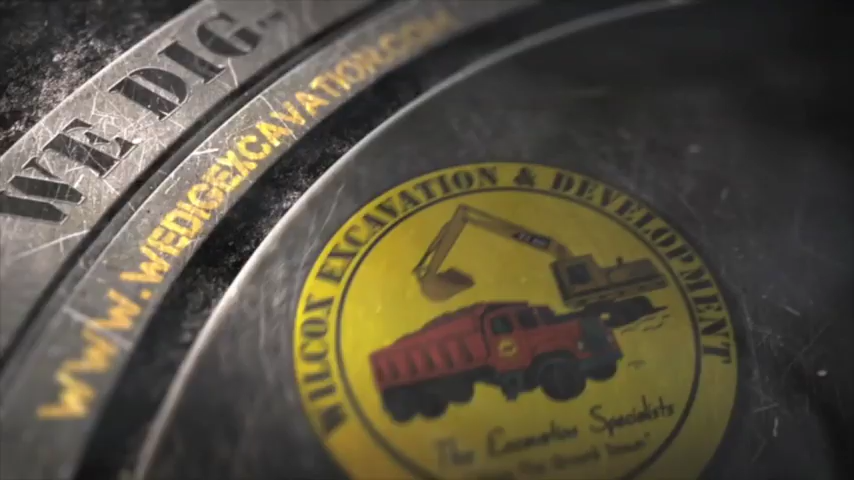 WE DIG.
WWW.WEDIGEXCAVATION.COM
WILCOX EXCAVATION & DEVELOPMENT
The Excavation Specialists